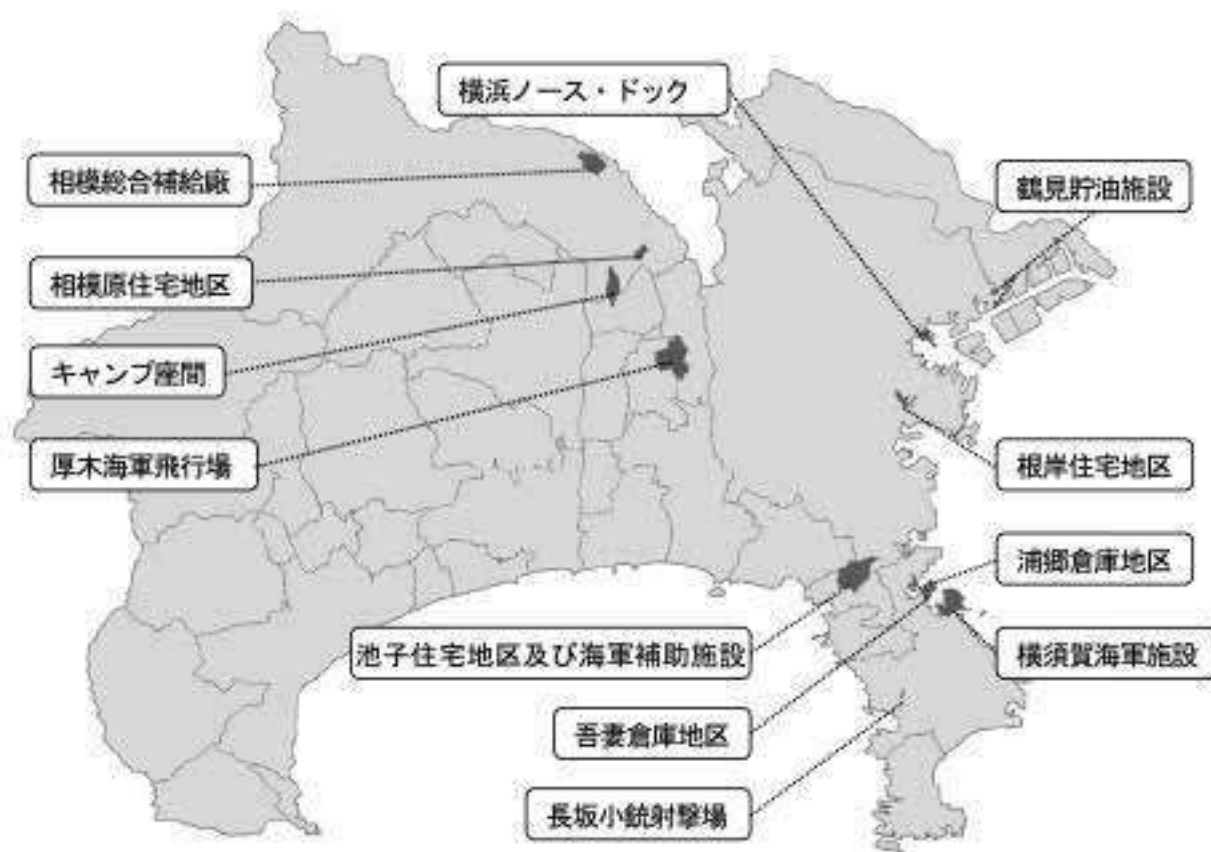 横浜ノース・ドック
相模総合補給廠
鶴見貯油施設
相模原住宅地区
キャンプ座間
厚木海軍飛行場
根岸住宅地区
浦郷倉庫地区
池子住宅地区及び海軍補助施設
横須賀海軍施設
吾妻倉庫地区
長坂小銃射撃場